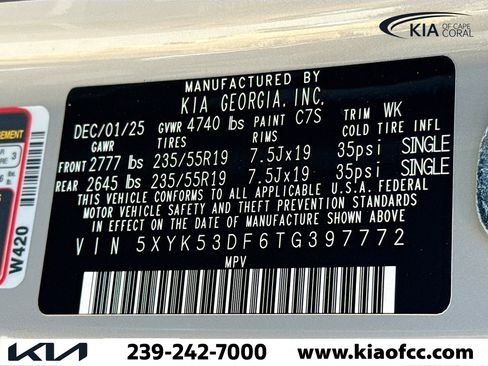 KIA OF CAPE CORAL
MANUFACTURED BY
KIA GEORGIA, INC.
DEC/01/25 GVWR 4740 lbs PAINT C7S TRIM WK
GAWR TIRES RIMS COLD TIRE INFL
FRONT 2777 lbs 235/55R19 7.5Jx19 35psi SINGLE
REAR 2645 lbs 235/55R19 7.5Jx19 35psi SINGLE
THIS VEHICLE CONFORMS TO ALL APPLICABLE U.S.A. FEDERAL
MOTOR VEHICLE SAFETY AND THEFT PREVENTION STANDARDS
IN EFFECT ON THE DATE OF MANUFACTURE SHOWN ABOVE
VIN 5XYK53DF6TG397772
MPV
W420
3
KIA
239-242-7000
www.kiaofcc.com